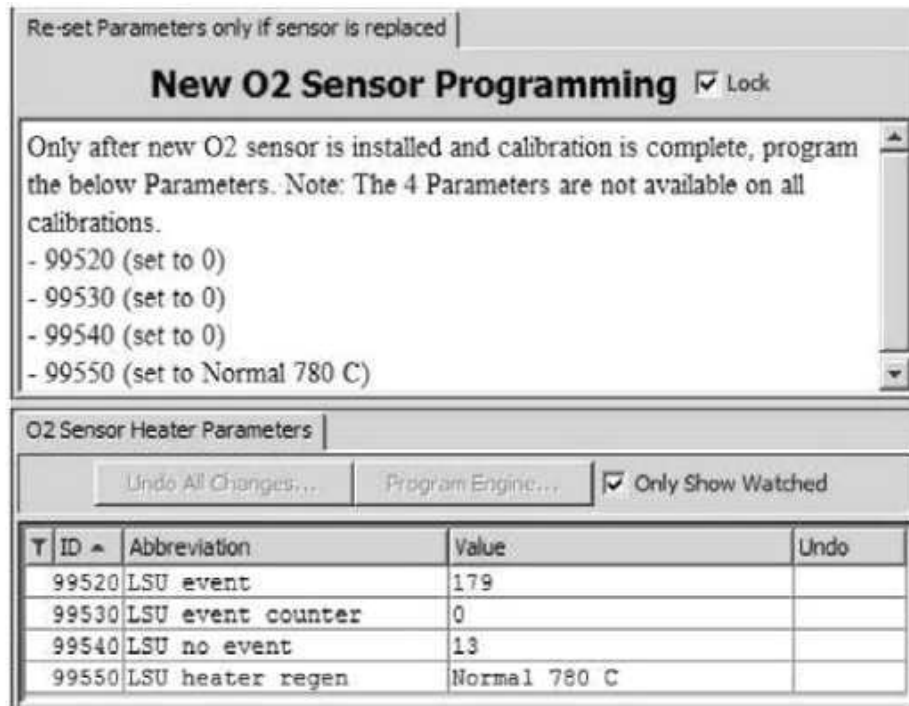 Re-set Parameters only if sensor is replaced
New O2 Sensor Programming Lock
Only after new O2 sensor is installed and calibration is complete, program
the below Parameters. Note: The 4 Parameters are not available on all
calibrations.
- 99520 (set to 0)
- 99530 (set to 0)
- 99540 (set to 0)
- 99550 (set to Normal 780 C)
O2 Sensor Heater Parameters
Undo All Changes... Program Engine... Only Show Watched
ID Abbreviation Value Undo
99520 LSU event 179
99530 LSU event counter 0
99540 LSU no event 13
99550 LSU heater regen Normal 780 C